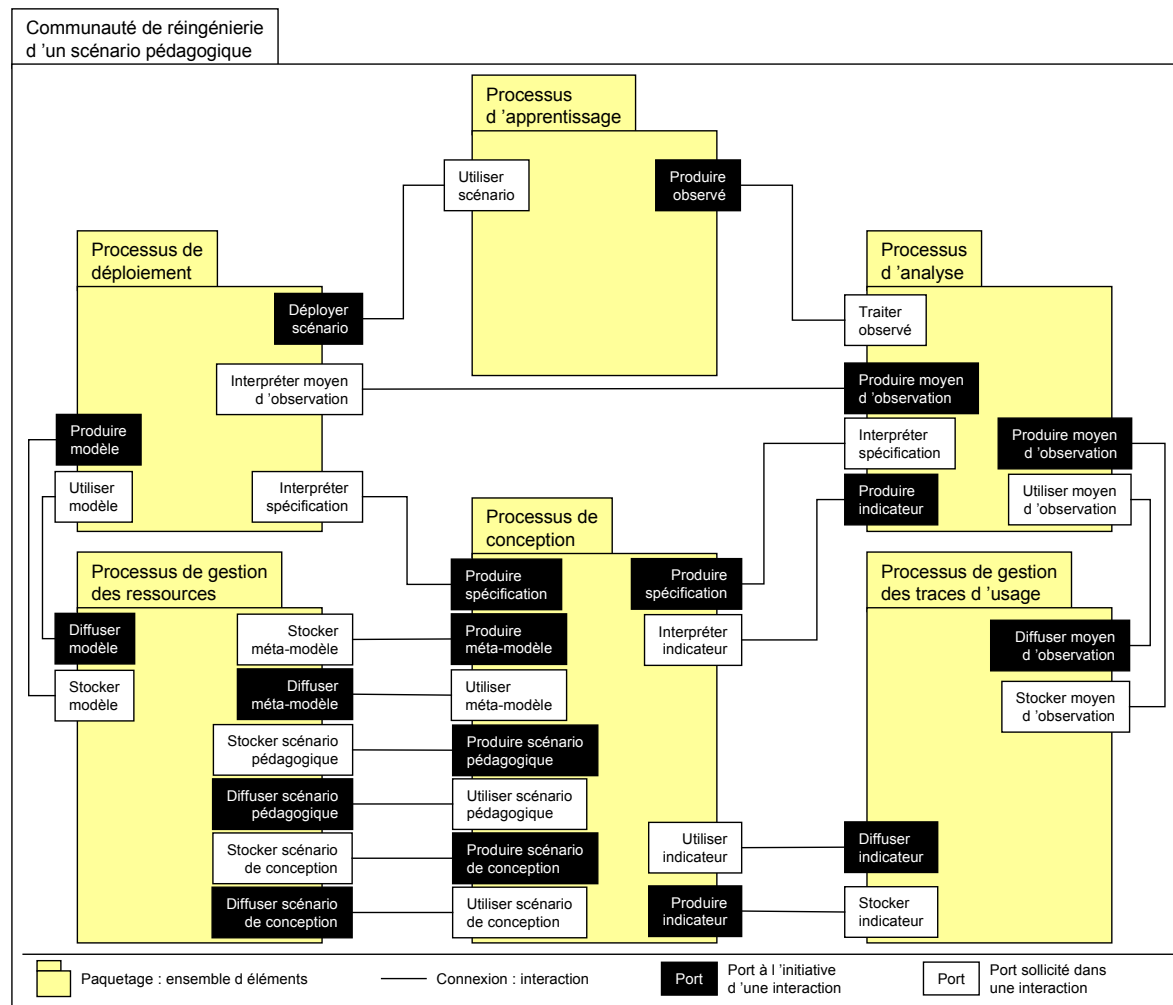 Communauté de réingénierie
d ’un scénario pédagogique
Processus
d ’apprentissage
Utiliser
scénario
Produire
observé
Processus de
déploiement
Déployer
scénario
Interpréter moyen
d ’observation
Produire
modèle
Utiliser
modèle
Interpréter
spécification
Processus
d ’analyse
Traiter
observé
Produire moyen
d ’observation
Interpréter
spécification
Produire
indicateur
Produire moyen
d ’observation
Utiliser moyen
d ’observation
Processus de gestion
des ressources
Diffuser
modèle
Stocker
modèle
Stocker
méta-modèle
Diffuser
méta-modèle
Stocker scénario
pédagogique
Diffuser scénario
pédagogique
Stocker scénario
de conception
Diffuser scénario
de conception
Processus de
conception
Produire
spécification
Produire
méta-modèle
Utiliser
méta-modèle
Produire scénario
pédagogique
Utiliser scénario
pédagogique
Produire scénario
de conception
Utiliser scénario
de conception
Produire
spécification
Interpréter
indicateur
Utiliser
indicateur
Produire
indicateur
Processus de gestion
des traces d ’usage
Diffuser moyen
d ’observation
Stocker moyen
d ’observation
Diffuser
indicateur
Stocker
indicateur
Paquetage : ensemble d éléments
Connexion : interaction
Port
Port à l ’initiative
d ’une interaction
Port
Port sollicité dans
une interaction